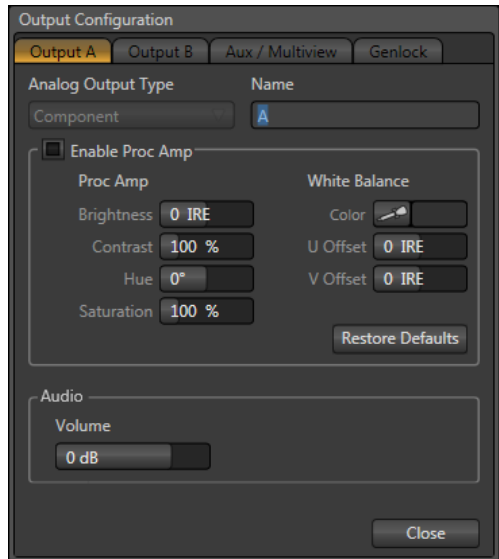 Output Configuration
Output A Output B Aux / Multiview Genlock
Analog Output Type Name
Component A
Enable Proc Amp
Proc Amp White Balance
Brightness 0 IRE Color
Contrast 100 % U Offset 0 IRE
Hue 0° V Offset 0 IRE
Saturation 100 %
Restore Defaults
Audio
Volume
0 dB
Close